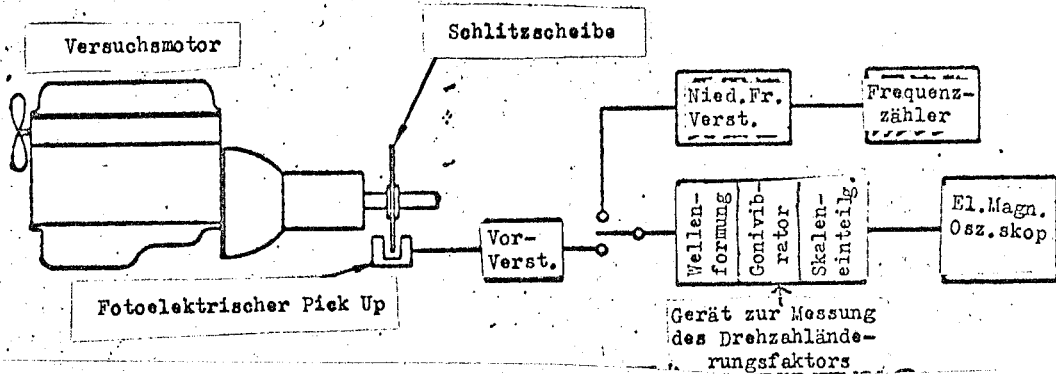 Versuchsmotor
Schlitzscheibe
Nied.Fr.
Verst.
Frequenz-
zähler
Vor-
Verst.
Wellen-
formung
Gonivib-
rator
Skalen-
einteilg.
El.Magn.
Osz.skop
Fotoelektrischer Pick Up
Gerät zur Messung
des Drehzahlände-
rungsfaktors